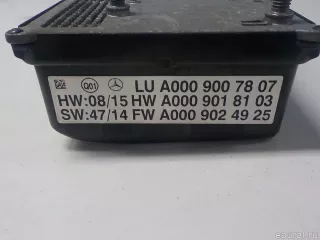 Q01 LU A000 900 78 07
HW:08/15 HW A000 901 81 03
SW:47/14 FW A000 902 49 25